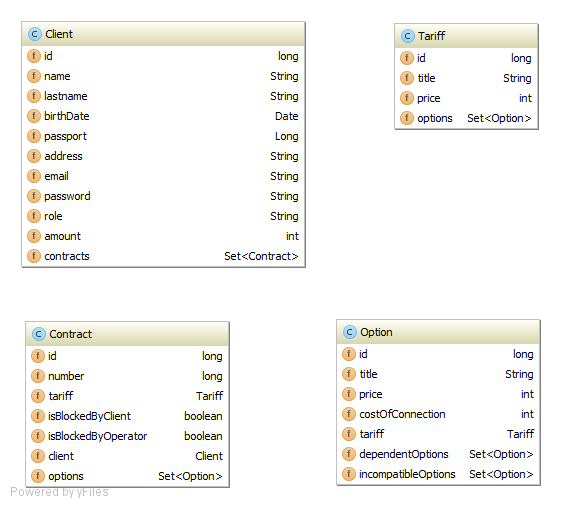 Client
id long
name String
lastname String
birthDate Date
passport Long
address String
email String
password String
role String
amount int
contracts Set<Contract>
Tariff
id long
title String
price int
options Set<Option>
Contract
id long
number long
tariff Tariff
isBlockedByClient boolean
isBlockedByOperator boolean
client Client
options Set<Option>
Option
id long
title String
price int
costOfConnection int
tariff Tariff
dependentOptions Set<Option>
incompatibleOptions Set<Option>
Powered by yFiles